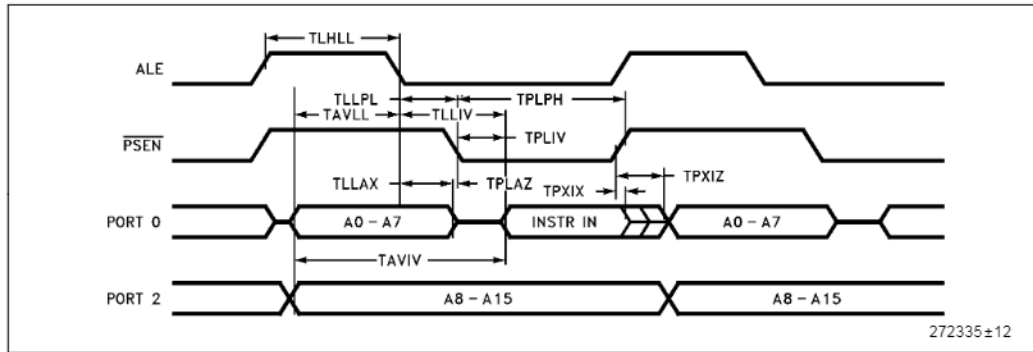 TLHLL
ALE
TLLPL TPLPH
TAVLL TLLIV
PSEN TPLIV
TLLAX TPLAZ TPXIX TPXIZ
PORT 0 A0-A7 INSTR IN A0-A7
TAVIV
PORT 2 A8-A15 A8-A15
272335±12